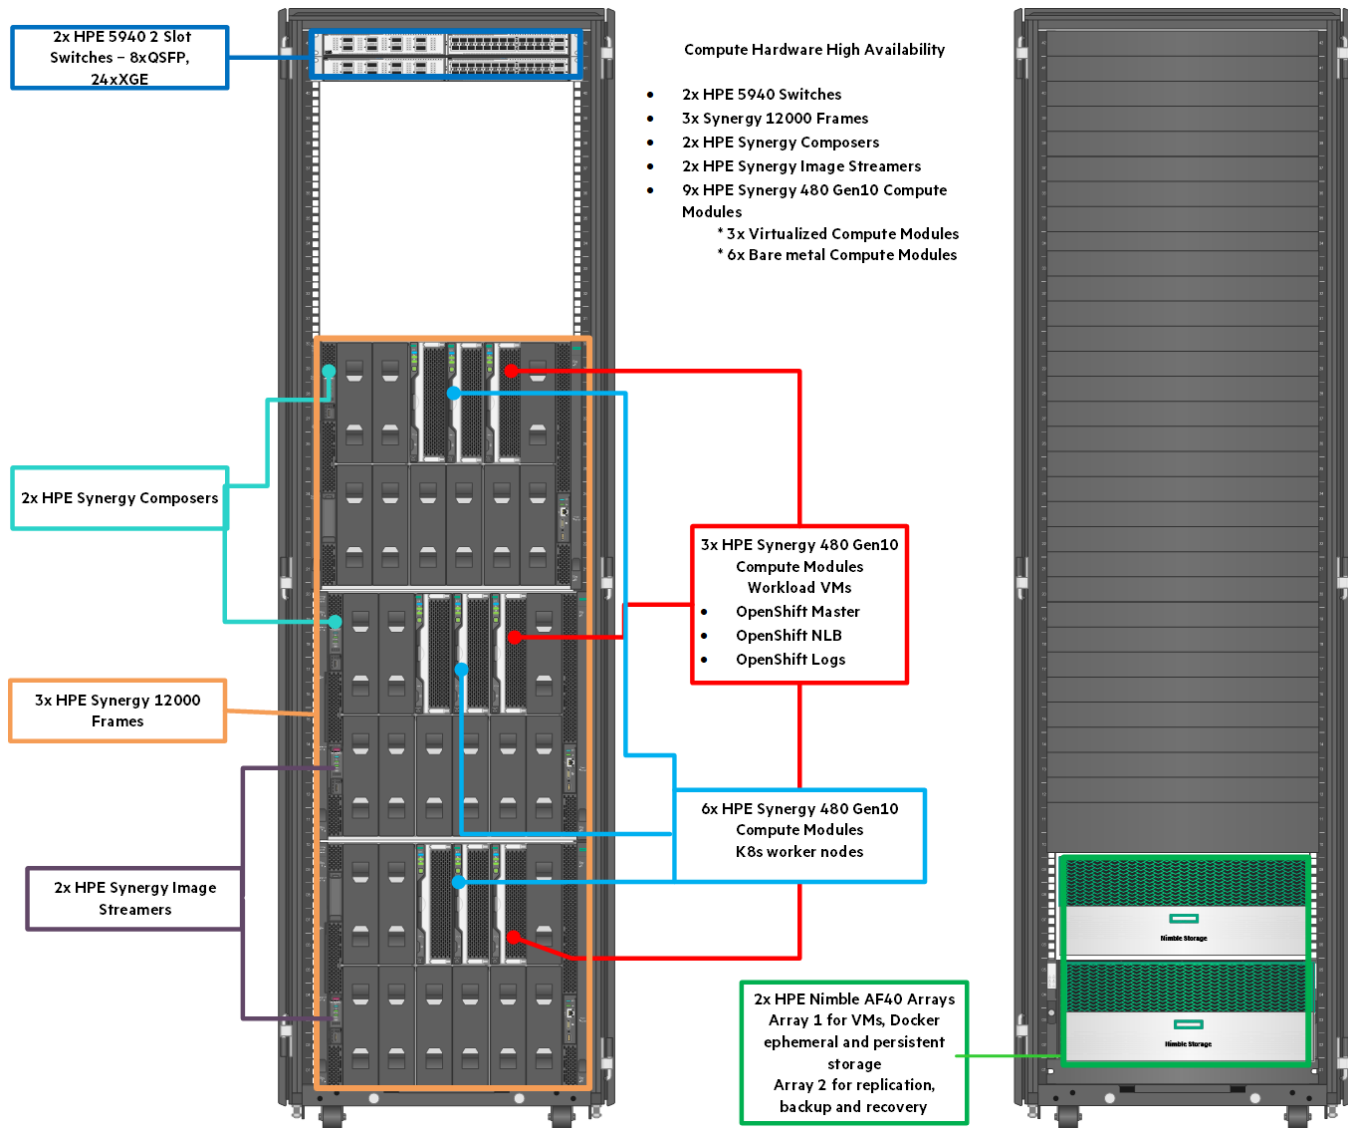 2x HPE 5940 2 Slot
Switches – 8xQSFP,
24xXGE
Compute Hardware High Availability
• 2x HPE 5940 Switches
• 3x Synergy 12000 Frames
• 2x HPE Synergy Composers
• 2x HPE Synergy Image Streamers
• 9x HPE Synergy 480 Gen10 Compute
Modules
* 3x Virtualized Compute Modules
* 6x Bare metal Compute Modules
2x HPE Synergy Composers
3x HPE Synergy 480 Gen10
Compute Modules
Workload VMs
• OpenShift Master
• OpenShift NLB
• OpenShift Logs
3x HPE Synergy 12000
Frames
6x HPE Synergy 480 Gen10
Compute Modules
K8s worker nodes
2x HPE Synergy Image
Streamers
Nimble Storage
Nimble Storage
2x HPE Nimble AF40 Arrays
Array 1 for VMs, Docker
ephemeral and persistent
storage
Array 2 for replication,
backup and recovery